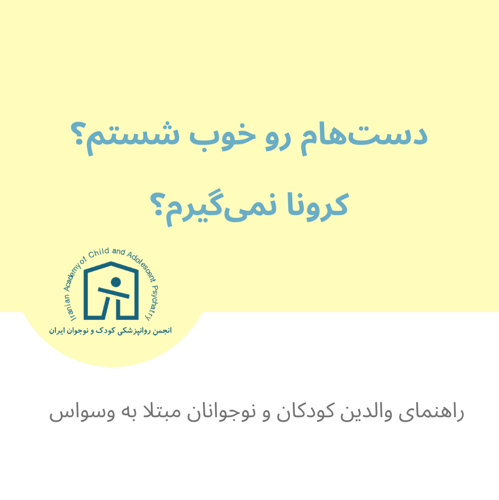 دست‌هام رو خوب شستم؟
کرونا نمی‌گیرم؟
Iranian Academy of Child and Adolescent Psychiatry
انجمن روانپزشکی کودک و نوجوان ایران
راهنمای والدین کودکان و نوجوانان مبتلا به وسواس